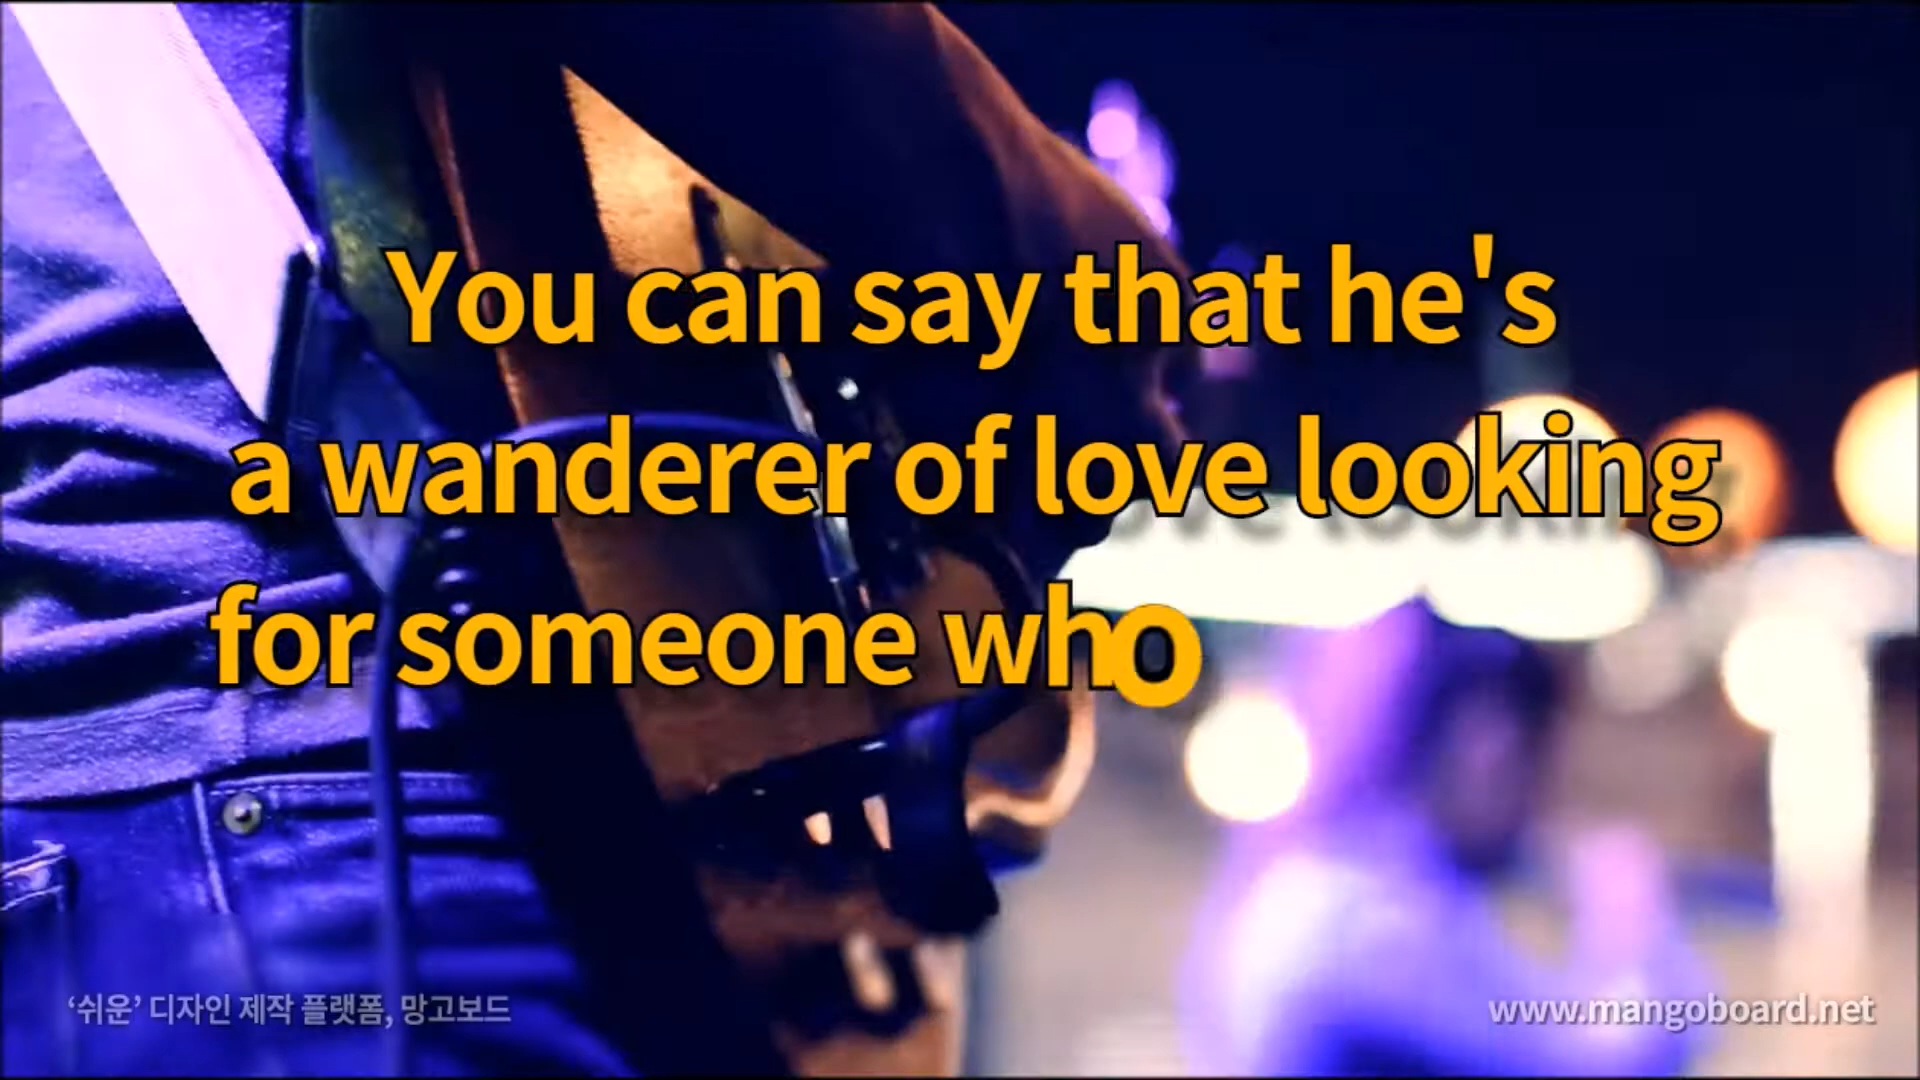 You can say that he's
a wanderer of love looking
for someone who
‘쉬운’ 디자인 제작 플랫폼, 망고보드
www.mangoboard.net